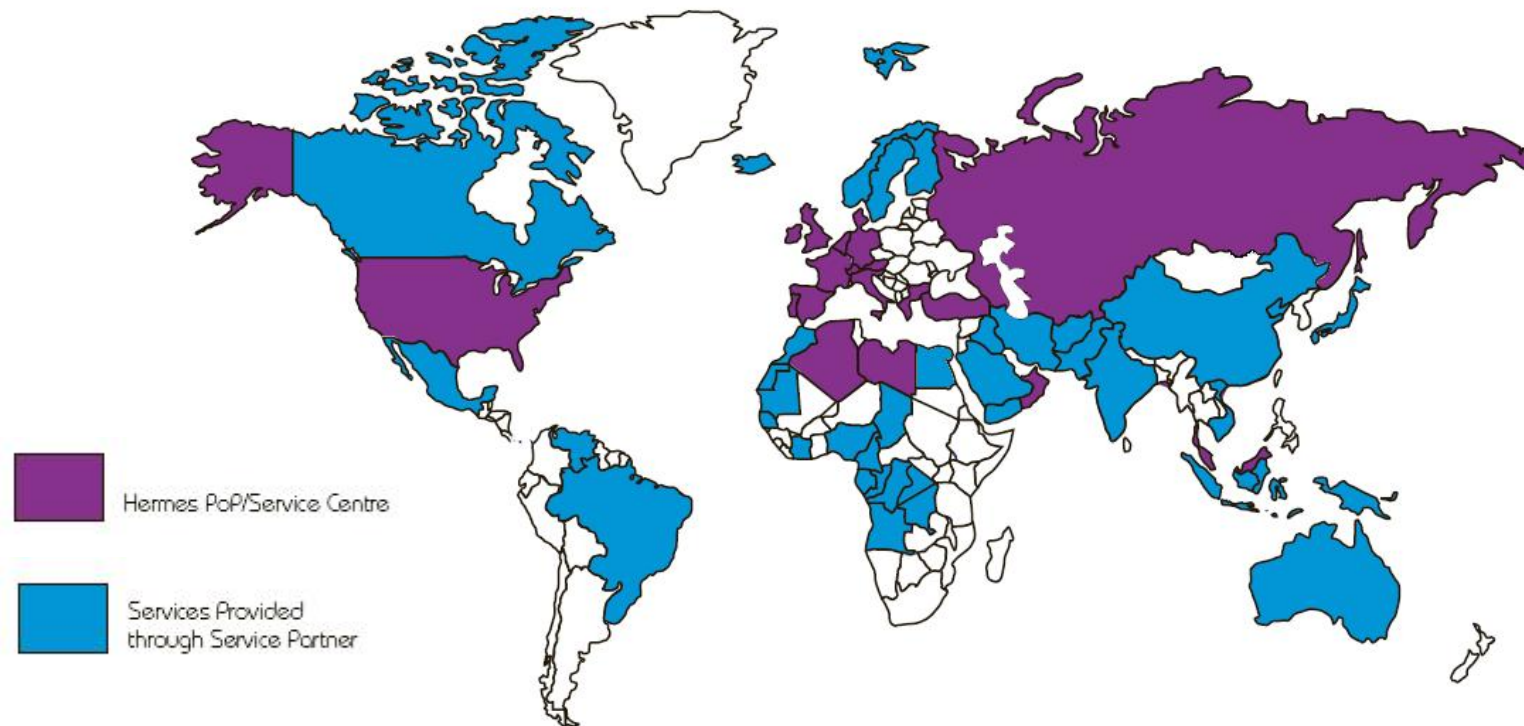 Hermes PoP/Service Centre
Services Provided
through Service Partner